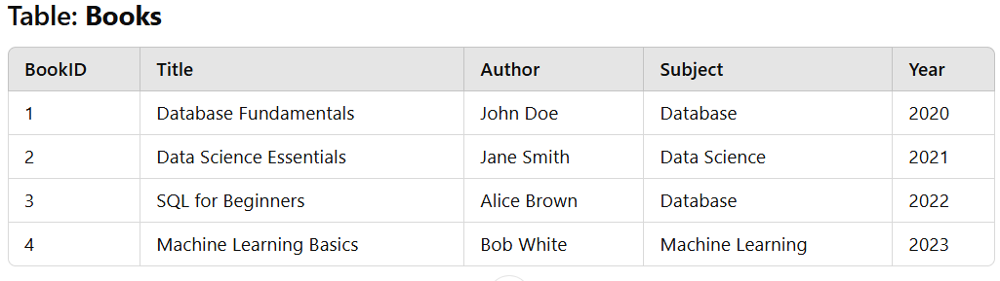 Table: Books
BookID Title Author Subject Year
1 Database Fundamentals John Doe Database 2020
2 Data Science Essentials Jane Smith Data Science 2021
3 SQL for Beginners Alice Brown Database 2022
4 Machine Learning Basics Bob White Machine Learning 2023